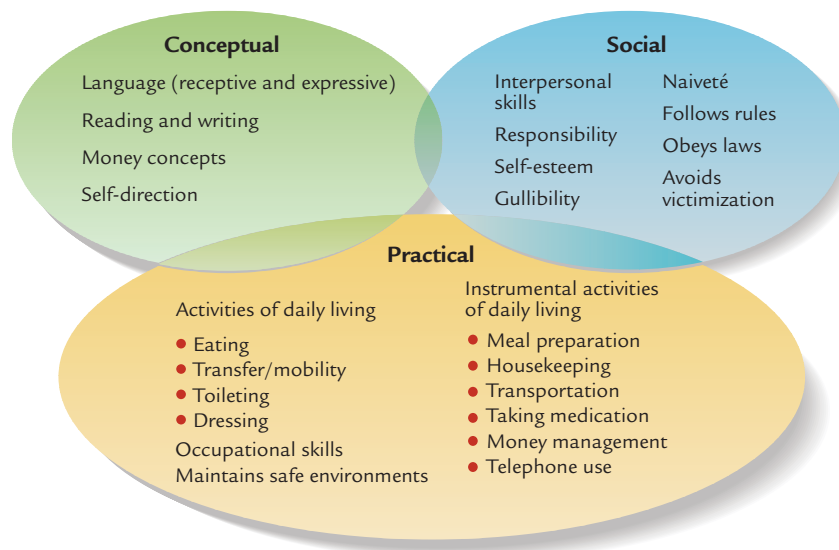 Conceptual
Language (receptive and expressive)
Reading and writing
Money concepts
Self-direction
Social
Interpersonal
skills
Responsibility
Self-esteem
Gullibility
Naiveté
Follows rules
Obeys laws
Avoids
victimization
Practical
Activities of daily living
Eating
Transfer/mobility
Toileting
Dressing
Occupational skills
Maintains safe environments
Instrumental activities
of daily living
Meal preparation
Housekeeping
Transportation
Taking medication
Money management
Telephone use